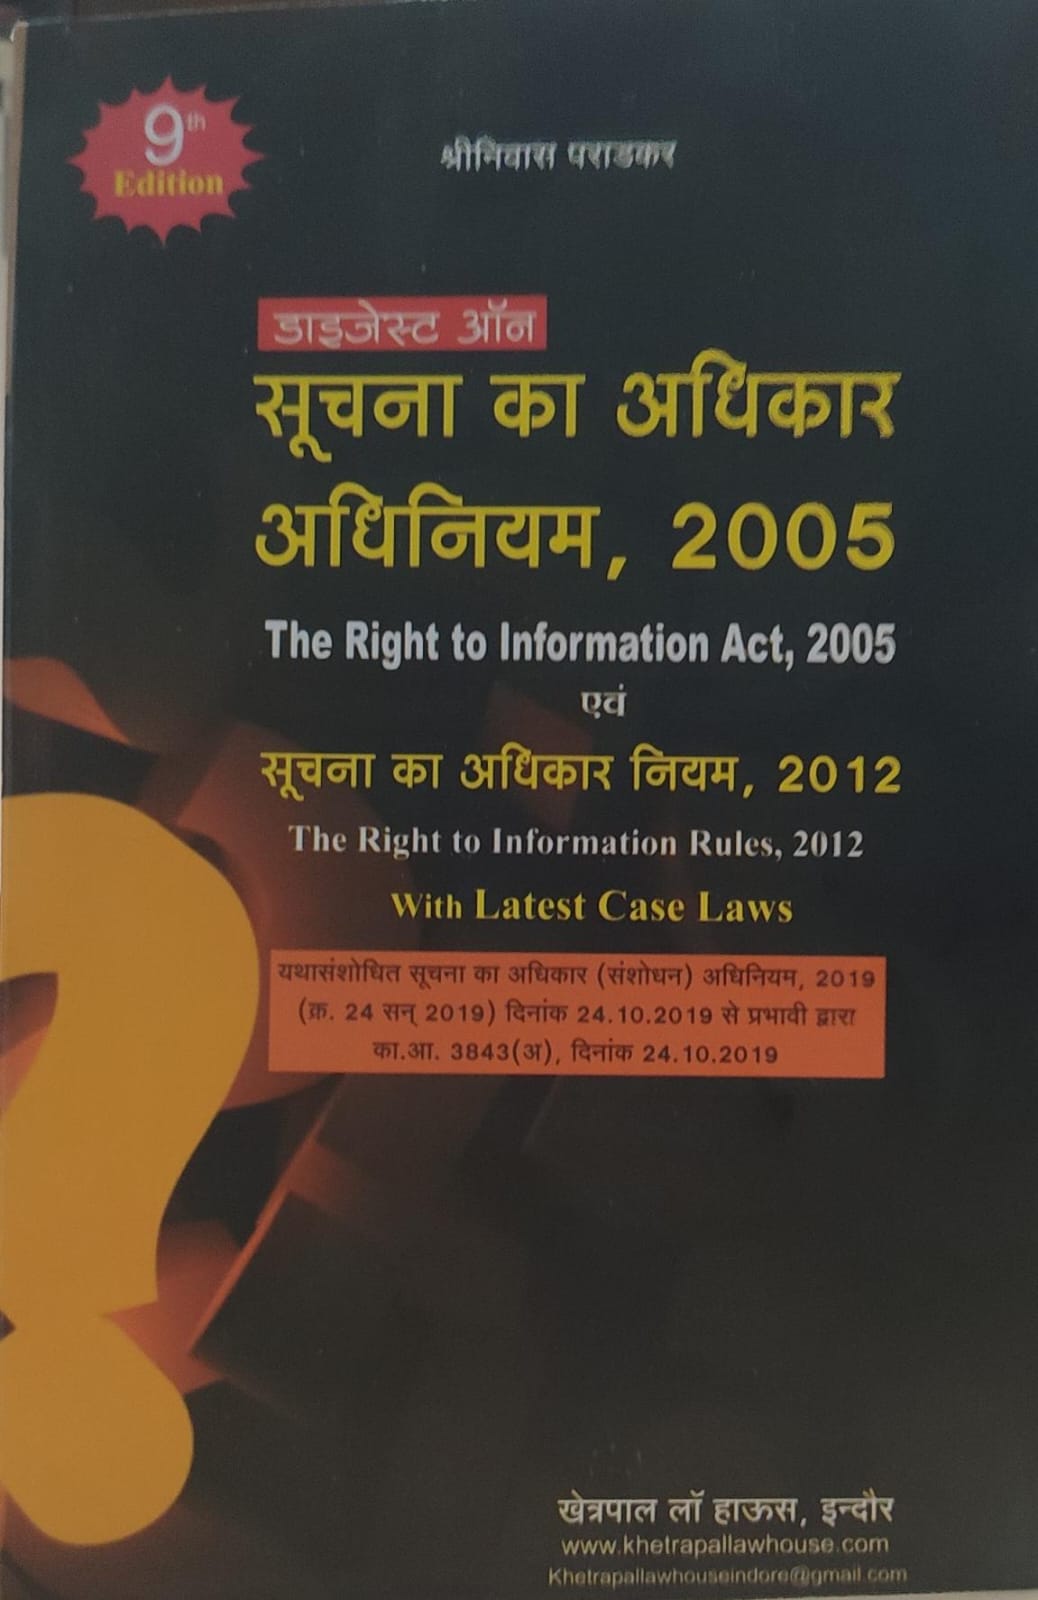 9th
Edition
श्रीनिवास पराडकर
डाइजेस्ट ऑन
सूचना का अधिकार
अधिनियम, 2005
The Right to Information Act, 2005
एवं
सूचना का अधिकार नियम, 2012
The Right to Information Rules, 2012
With Latest Case Laws
यथासंशोधित सूचना का अधिकार (संशोधन) अधिनियम, 2019
(क्र. 24 सन् 2019) दिनांक 24.10.2019 से प्रभावी द्वारा
का.आ. 3843(अ), दिनांक 24.10.2019
खेत्रपाल लॉ हाऊस, इन्दौर
www.khetrapallawhouse.com
Khetrapallawhouseindore@gmail.com